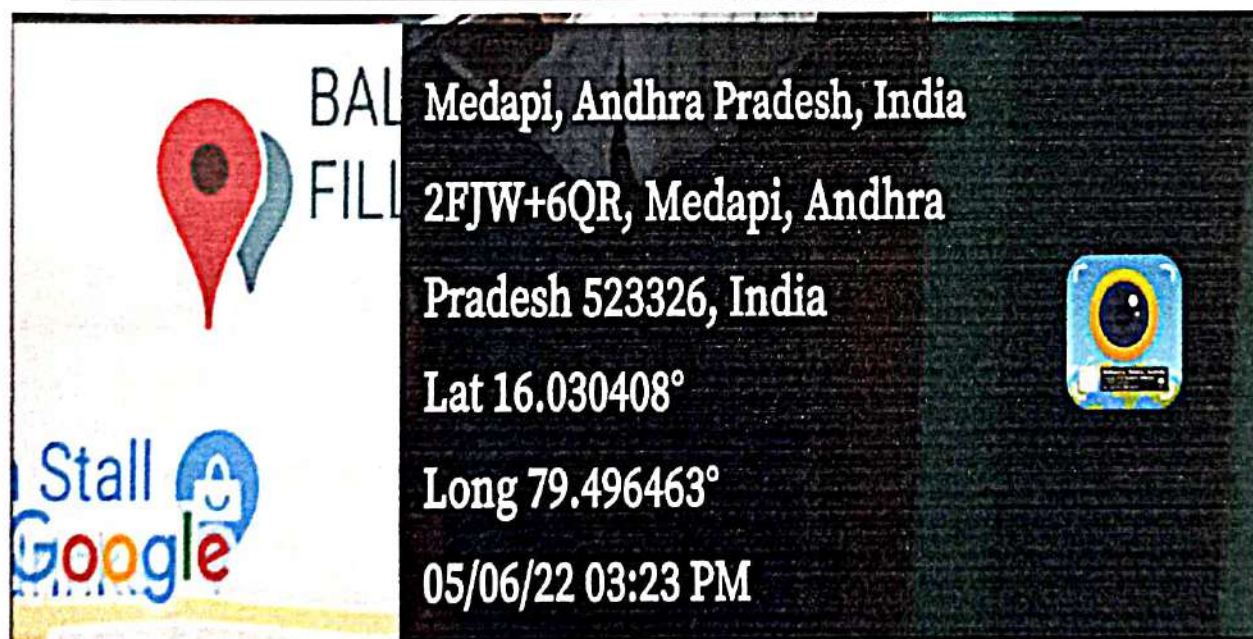 BAL
FILL
Stall
Google
Medapi, Andhra Pradesh, India
2FJW+6QR, Medapi, Andhra
Pradesh 523326, India
Lat 16.030408°
Long 79.496463°
05/06/22 03:23 PM